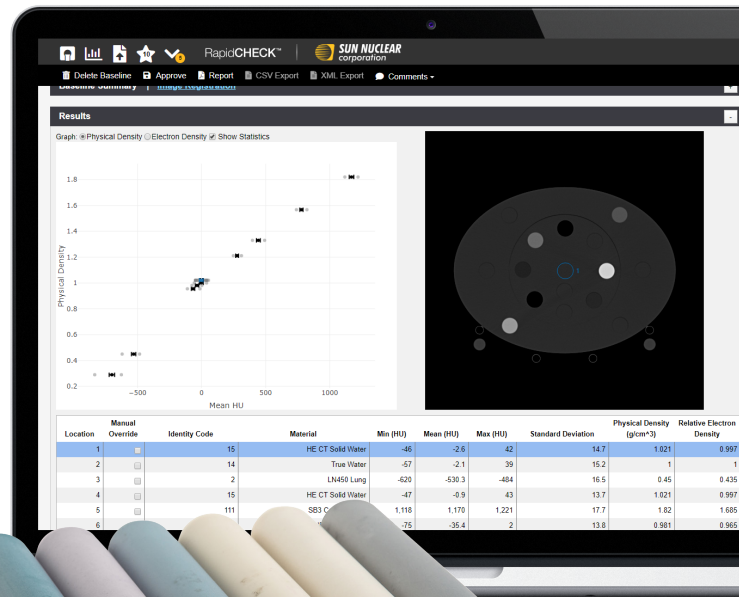 10
5
RapidCHECK™
SUN NUCLEAR
corporation
Delete Baseline Approve Report CSV Export XML Export Comments
Baseline Summary | Image Registration
Results
-
Graph: Physical Density Electron Density Show Statistics
1.8
1.6
1.4
1.2
1
0.8
0.6
0.4
0.2
Physical Density
−500 0 500 1000
Mean HU
Location Manual Override Identity Code Material Min (HU) Mean (HU) Max (HU) Standard Deviation Physical Density (g/cm^3) Relative Electron Density
1 15 HE CT Solid Water -46 -2.6 42 14.7 1.021 0.997
2 14 True Water -57 -2.1 39 15.2 1 1
3 2 LN450 Lung -620 -530.3 -484 16.5 0.45 0.435
4 15 HE CT Solid Water -47 -0.9 43 13.7 1.021 0.997
5 111 SB3 1,118 1,170 1,221 17.7 1.82 1.685
6 -75 -35.4 2 13.8 0.981 0.965